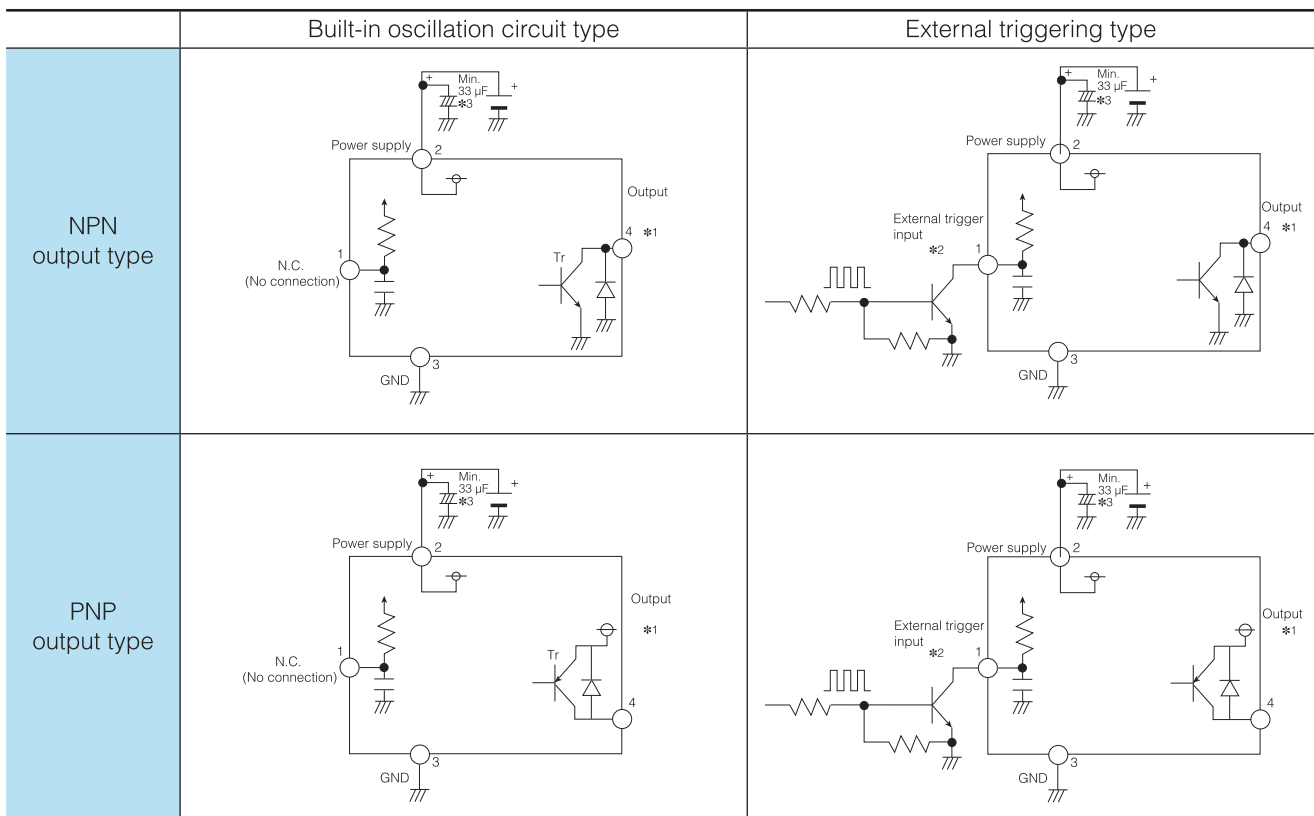 Built-in oscillation circuit type
External triggering type
NPN
output type
+
Min.
33 µF
✽3
+
Power supply
2
Output
4
✽1
Tr
1
N.C.
(No connection)
3
GND
+
Min.
33 µF
✽3
+
Power supply
2
Output
4
✽1
External trigger
input
✽2
1
3
GND
PNP
output type
+
Min.
33 µF
✽3
+
Power supply
2
Output
✽1
Tr
1
N.C.
(No connection)
4
3
GND
+
Min.
33 µF
✽3
+
Power supply
2
Output
✽1
External trigger
input
✽2
1
4
3
GND